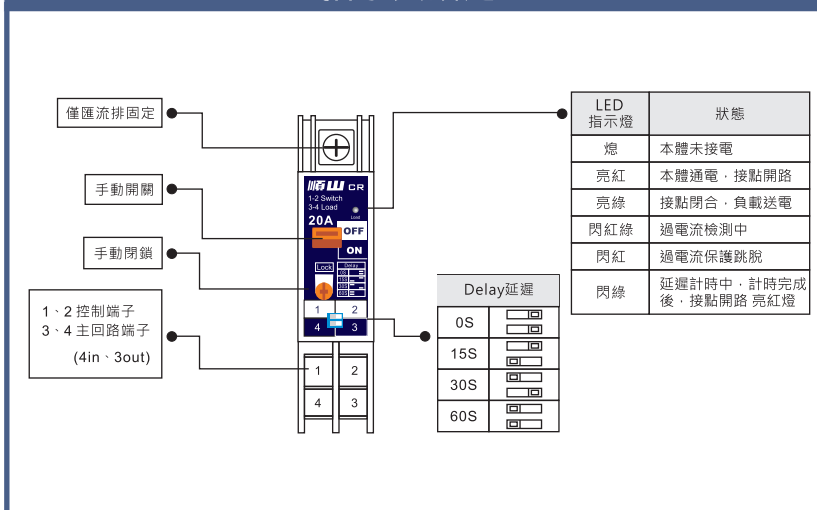 僅匯流排固定
手動開關
手動閉鎖
1、2 控制端子
3、4 主回路端子
(4in、3out)
順山 CR
1-2 Switch
3-4 Load
20A
Load
OFF
ON
Lock
Delay
1 2
4 3
1 2
4 3
LED
指示燈
狀態
熄 本體未接電
亮紅 本體通電，接點開路
亮綠 接點閉合，負載送電
閃紅綠 過電流檢測中
閃紅 過電流保護跳脫
閃綠 延遲計時中，計時完成
後，接點開路 亮紅燈
Delay延遲
0S
15S
30S
60S